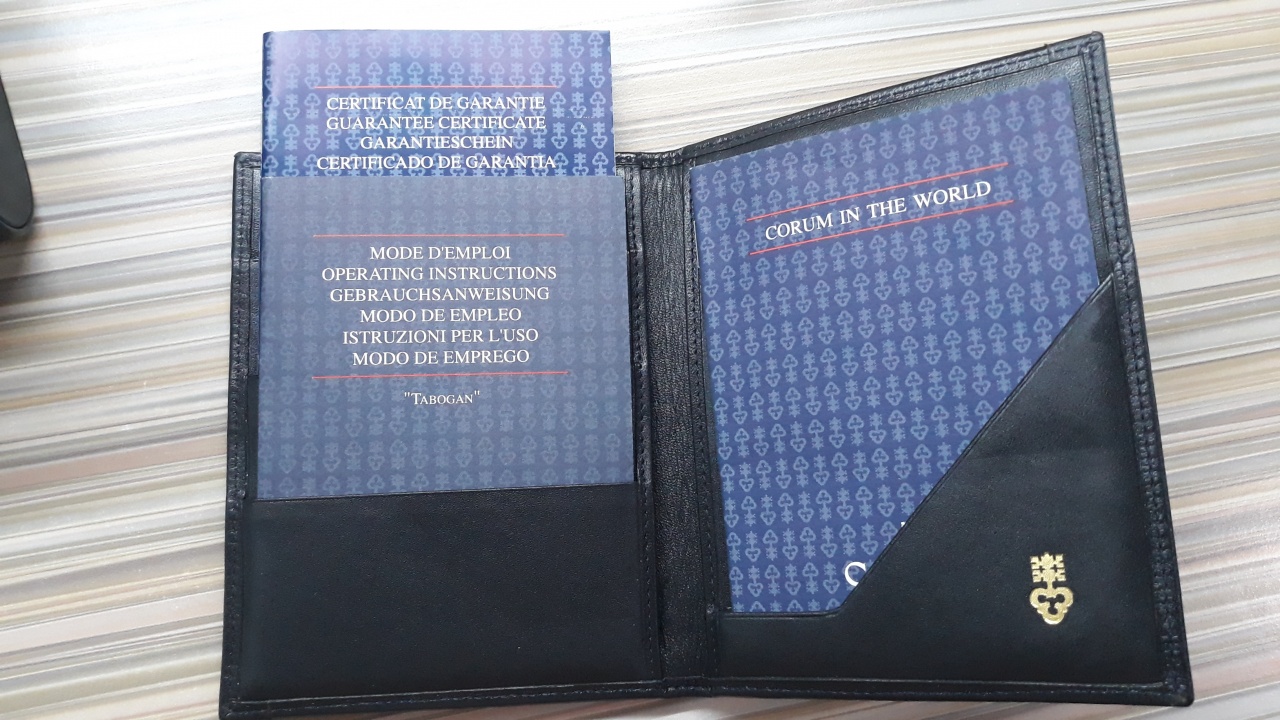 CERTIFICAT DE GARANTIE
GUARANTEE CERTIFICATE
GARANTIESCHEIN
CERTIFICADO DE GARANTIA
MODE D'EMPLOI
OPERATING INSTRUCTIONS
GEBRAUCHSANWEISUNG
MODO DE EMPLEO
ISTRUZIONI PER L'USO
MODO DE EMPREGO
"TABOGAN"
CORUM IN THE WORLD